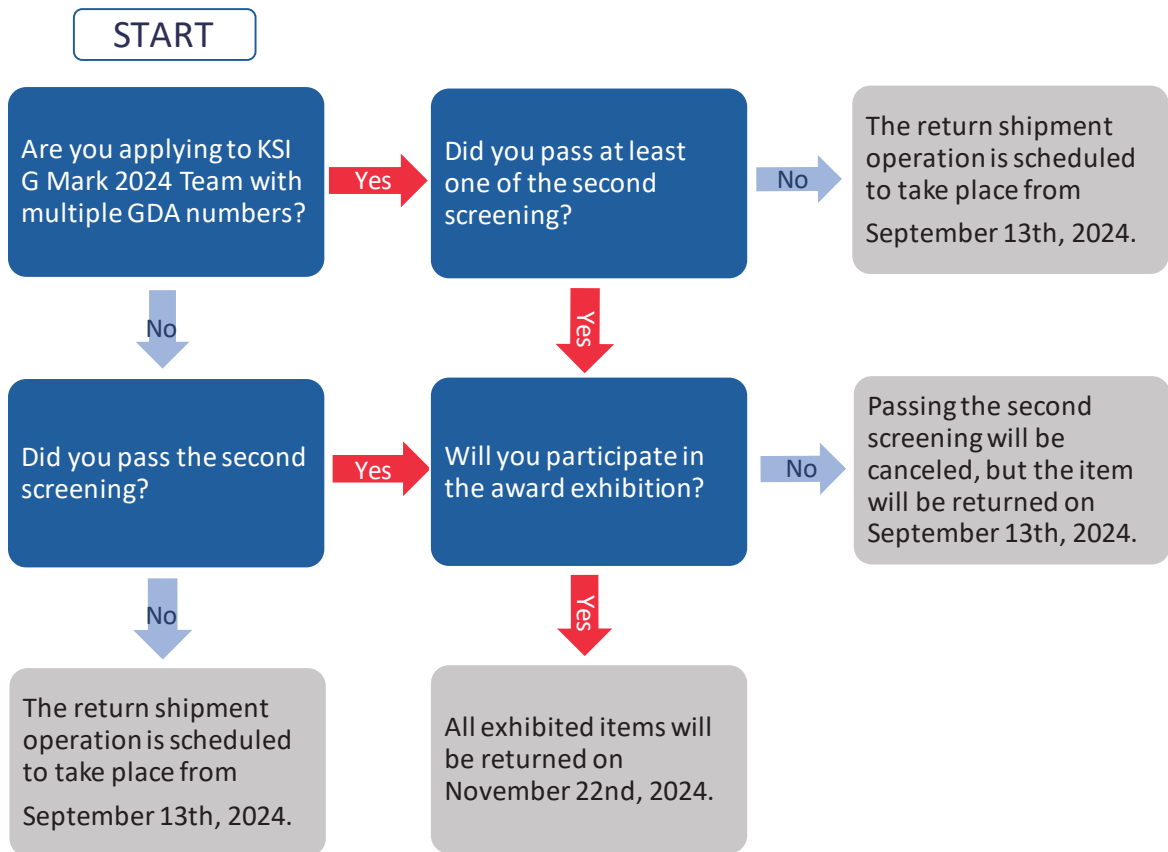 START
Are you applying to KSI
G Mark 2024 Team with
multiple GDA numbers?
Yes
Did you pass at least
one of the second
screening?
No
The return shipment
operation is scheduled
to take place from
September 13th, 2024.
No
Yes
Did you pass the second
screening?
Yes
Will you participate in
the award exhibition?
No
Passing the second
screening will be
canceled, but the item
will be returned on
September 13th, 2024.
No
Yes
The return shipment
operation is scheduled
to take place from
September 13th, 2024.
All exhibited items will
be returned on
November 22nd, 2024.